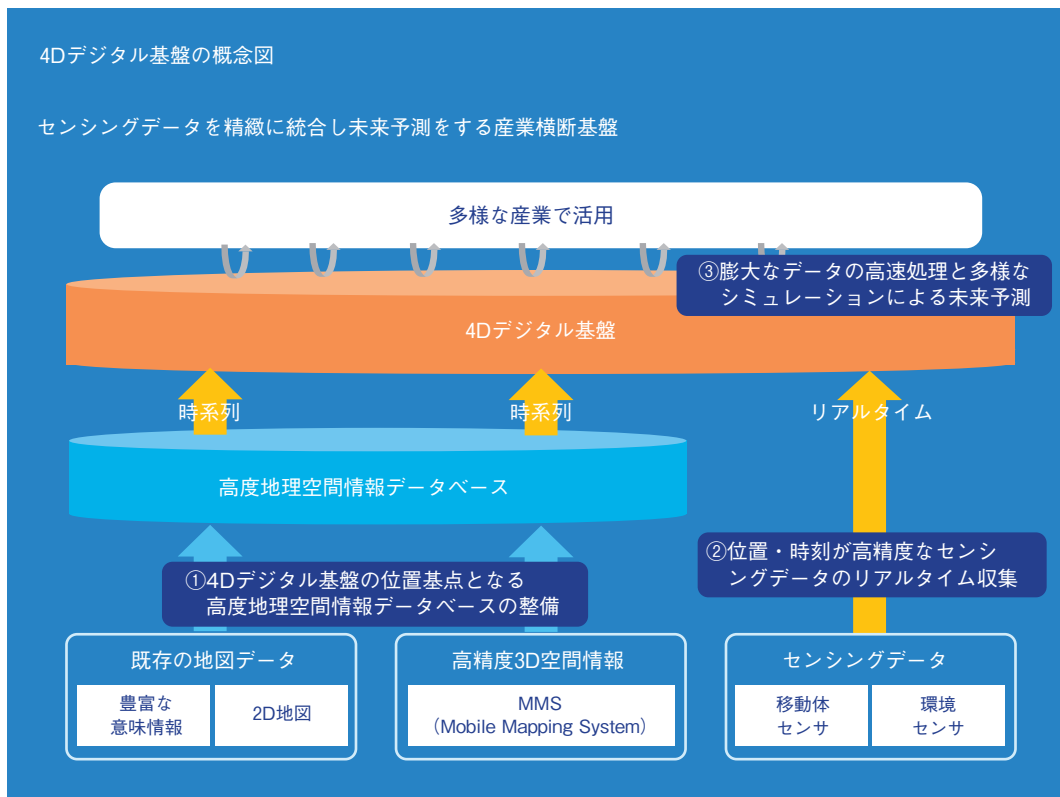 4Dデジタル基盤の概念図
センシングデータを精緻に統合し未来予測をする産業横断基盤
多様な産業で活用
③膨大なデータの高速処理と多様な
シミュレーションによる未来予測
4Dデジタル基盤
時系列
時系列
リアルタイム
高度地理空間情報データベース
②位置・時刻が高精度なセンシ
ングデータのリアルタイム収集
①4Dデジタル基盤の位置基点となる
高度地理空間情報データベースの整備
既存の地図データ
豊富な
意味情報
2D地図
高精度3D空間情報
MMS
（Mobile Mapping System）
センシングデータ
移動体
センサ
環境
センサ